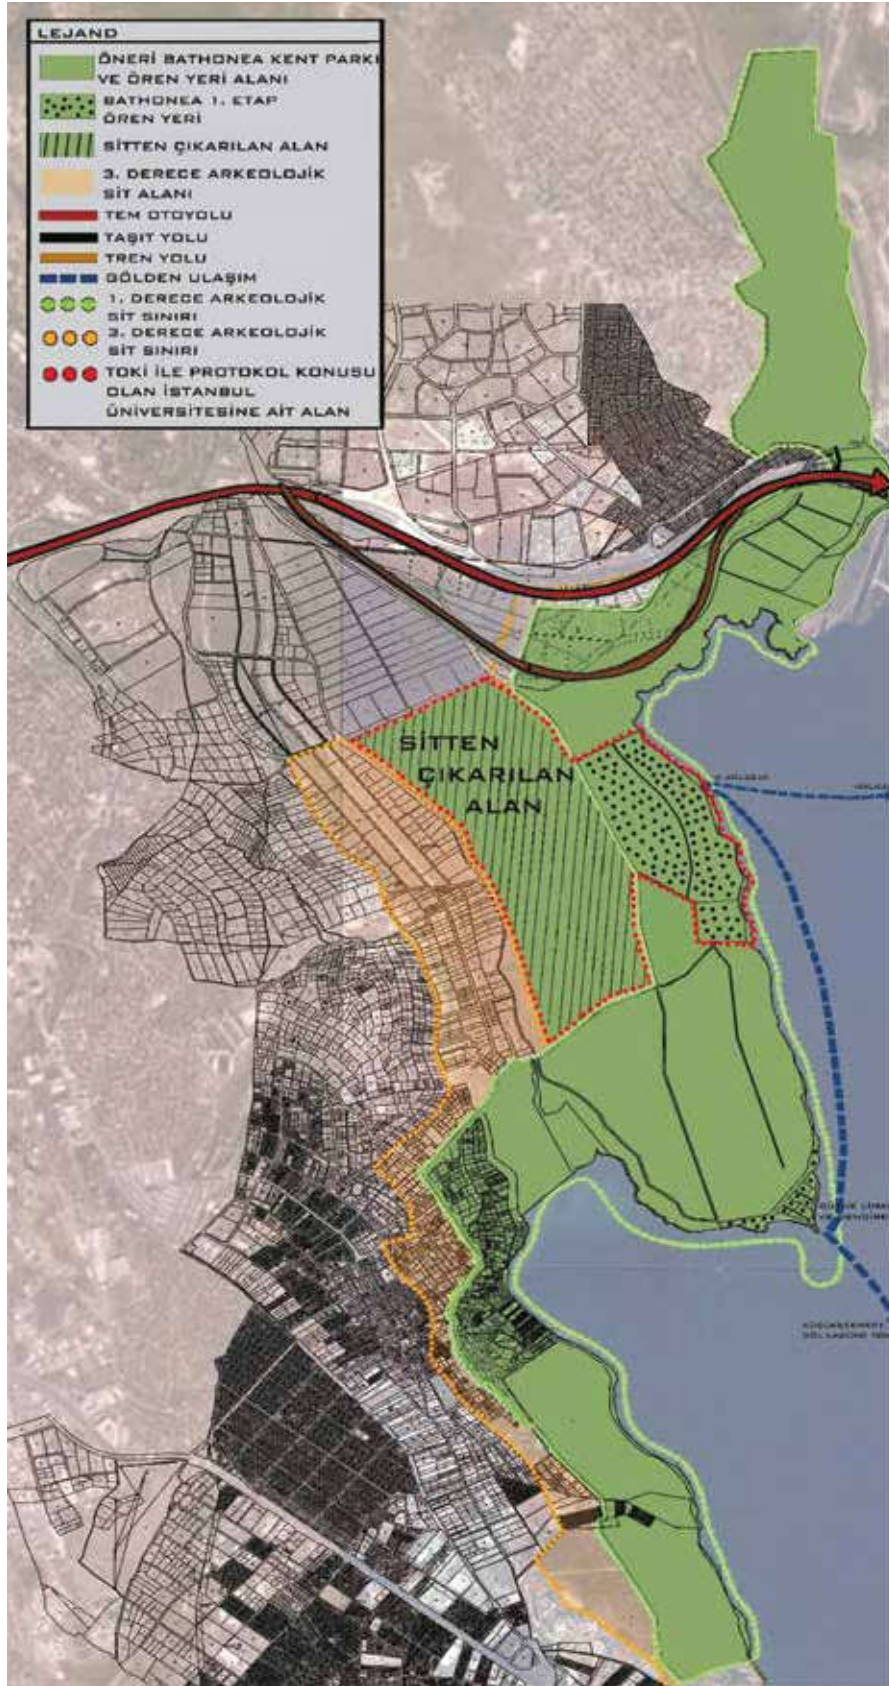 LEJAND
ÖNERİ BATHONEA KENT PARKI
VE ÖREN YERİ ALANI
BATHONEA 1. ETAP
ÖREN YERİ
SİTTEN ÇIKARILAN ALAN
3. DERECE ARKEOLOJİK
SİT ALANI
TEM OTOYOLU
TAŞIT YOLU
TREN YOLU
GÖLDEN ULAŞIM
1. DERECE ARKEOLOJİK
SİT SINIRI
3. DERECE ARKEOLOJİK
SİT SINIRI
TOKİ İLE PROTOKOL KONUSU
OLAN İSTANBUL
ÜNİVERSİTESİNE AİT ALAN
SİTTEN
ÇIKARILAN
ALAN